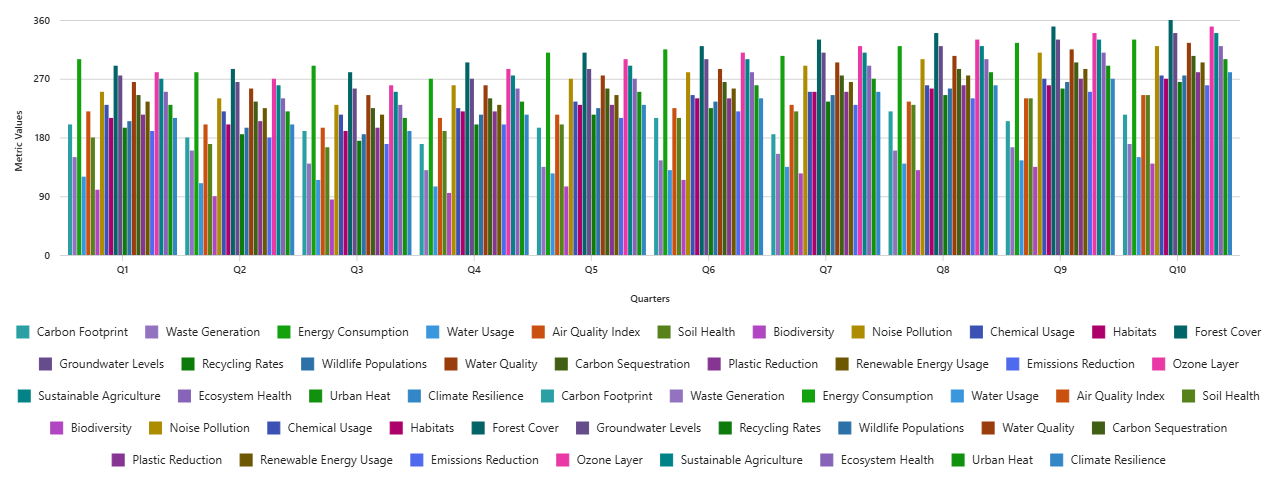 360
270
180
90
0
Metric Values
Q1 Q2 Q3 Q4 Q5 Q6 Q7 Q8 Q9 Q10
Quarters
Carbon Footprint Waste Generation Energy Consumption Water Usage Air Quality Index Soil Health Biodiversity Noise Pollution Chemical Usage Habitats Forest Cover
Groundwater Levels Recycling Rates Wildlife Populations Water Quality Carbon Sequestration Plastic Reduction Renewable Energy Usage Emissions Reduction Ozone Layer
Sustainable Agriculture Ecosystem Health Urban Heat Climate Resilience Carbon Footprint Waste Generation Energy Consumption Water Usage Air Quality Index Soil Health
Biodiversity Noise Pollution Chemical Usage Habitats Forest Cover Groundwater Levels Recycling Rates Wildlife Populations Water Quality Carbon Sequestration
Plastic Reduction Renewable Energy Usage Emissions Reduction Ozone Layer Sustainable Agriculture Ecosystem Health Urban Heat Climate Resilience